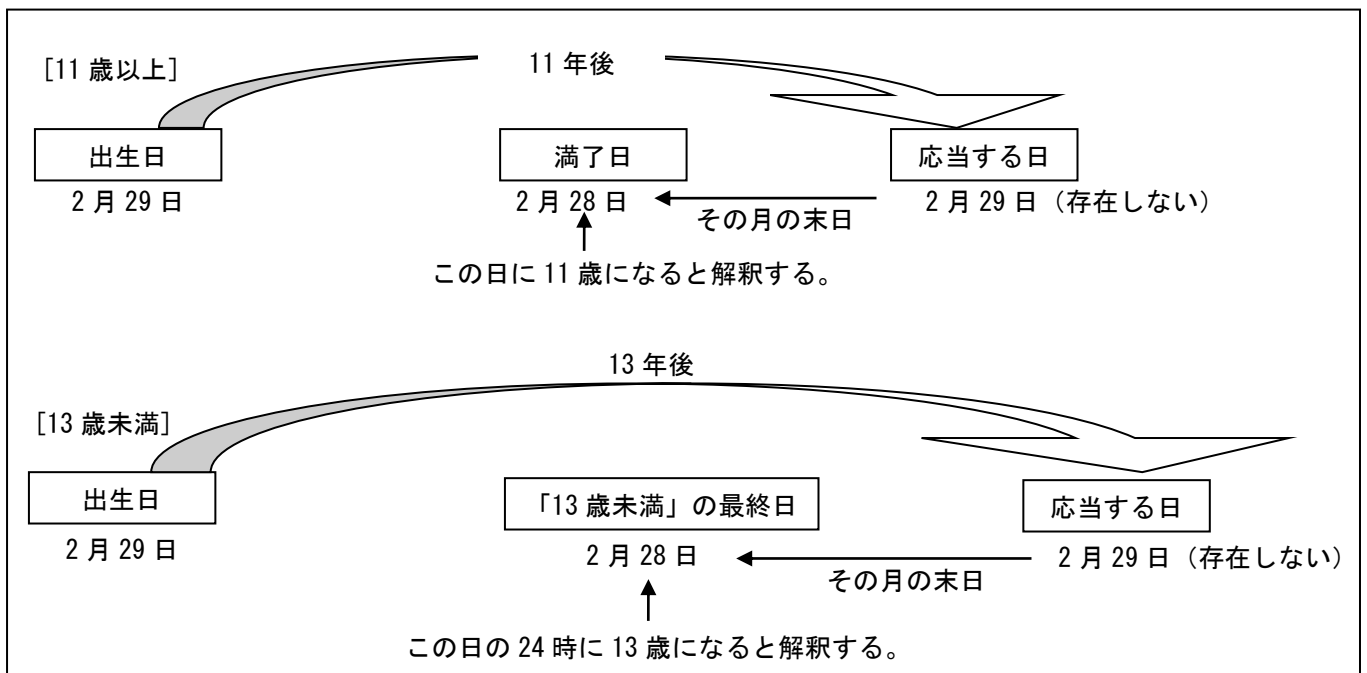 11 年後
[11 歳以上]
出生日 満了日 応当する日
2 月 29 日 2 月 28 日 2 月 29 日（存在しない）
その月の末日
この日に 11 歳になると解釈する。
13 年後
[13 歳未満]
出生日 「13 歳未満」の最終日 応当する日
2 月 29 日 2 月 28 日 2 月 29 日（存在しない）
その月の末日
この日の 24 時に 13 歳になると解釈する。